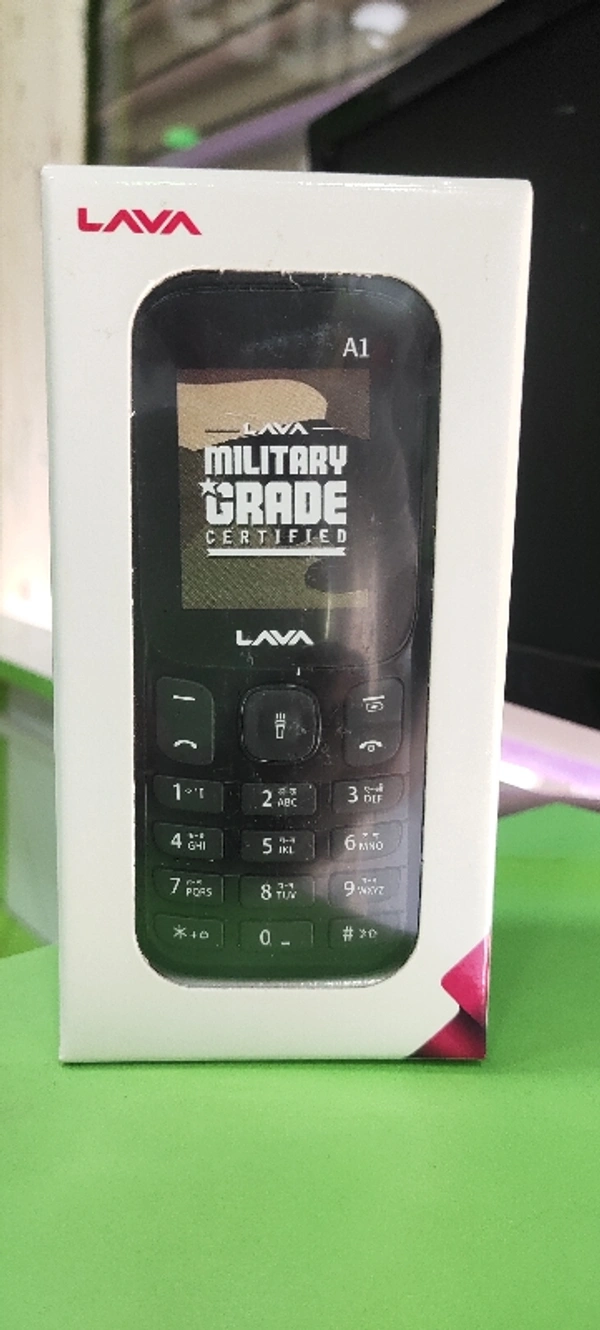 LAVA
A1
LAVA
MILITARY
GRADE
CERTIFIED
LAVA
1
2 ABC
3 DEF
4 GHI
5 JKL
6 MNO
7 PQRS
8 TUV
9 WXYZ
* + 
0 _
#